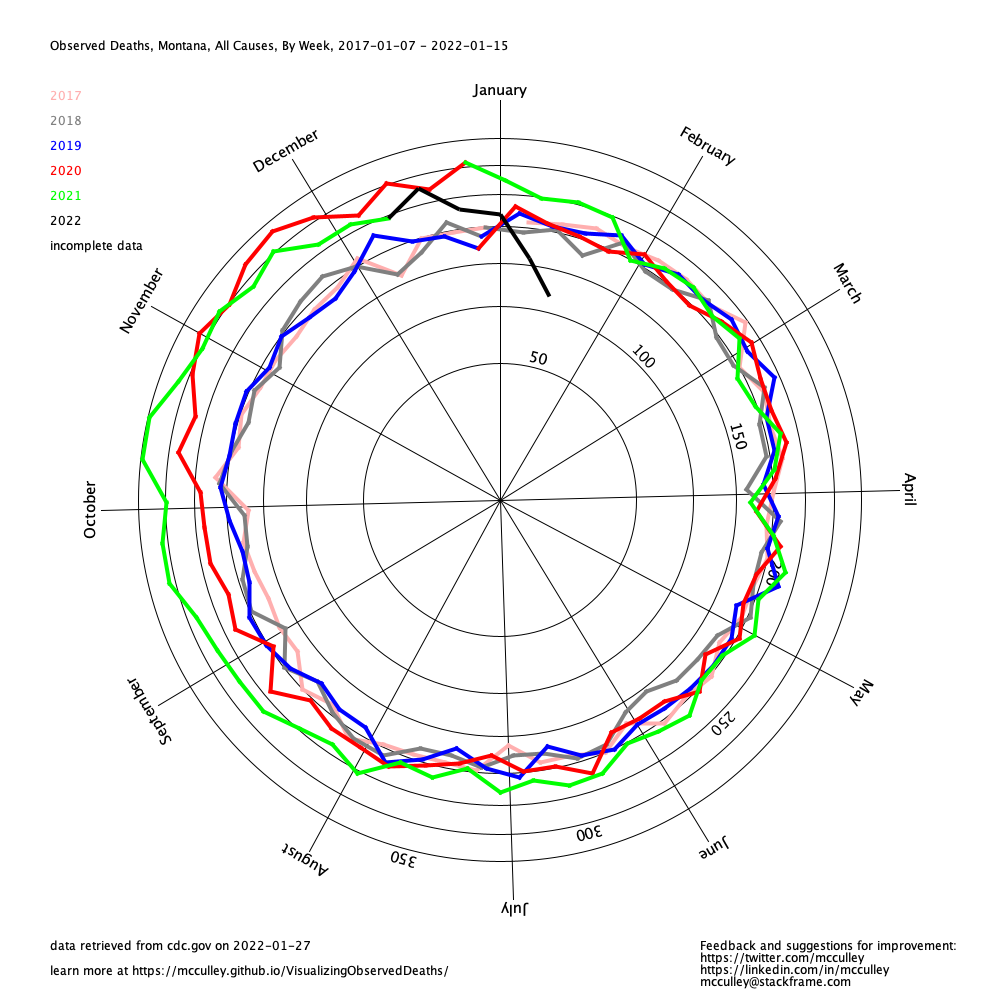 Observed Deaths, Montana, All Causes, By Week, 2017-01-07 - 2022-01-15
January
2017
2018
2019
2020
2021
2022
incomplete data
December
February
November
March
50
100
150
October
April
200
September
May
250
300
350
August
June
July
data retrieved from cdc.gov on 2022-01-27
learn more at https://mcculley.github.io/VisualizingObservedDeaths/
Feedback and suggestions for improvement:
https://twitter.com/mcculley
https://linkedin.com/in/mcculley
mcculley@stackframe.com